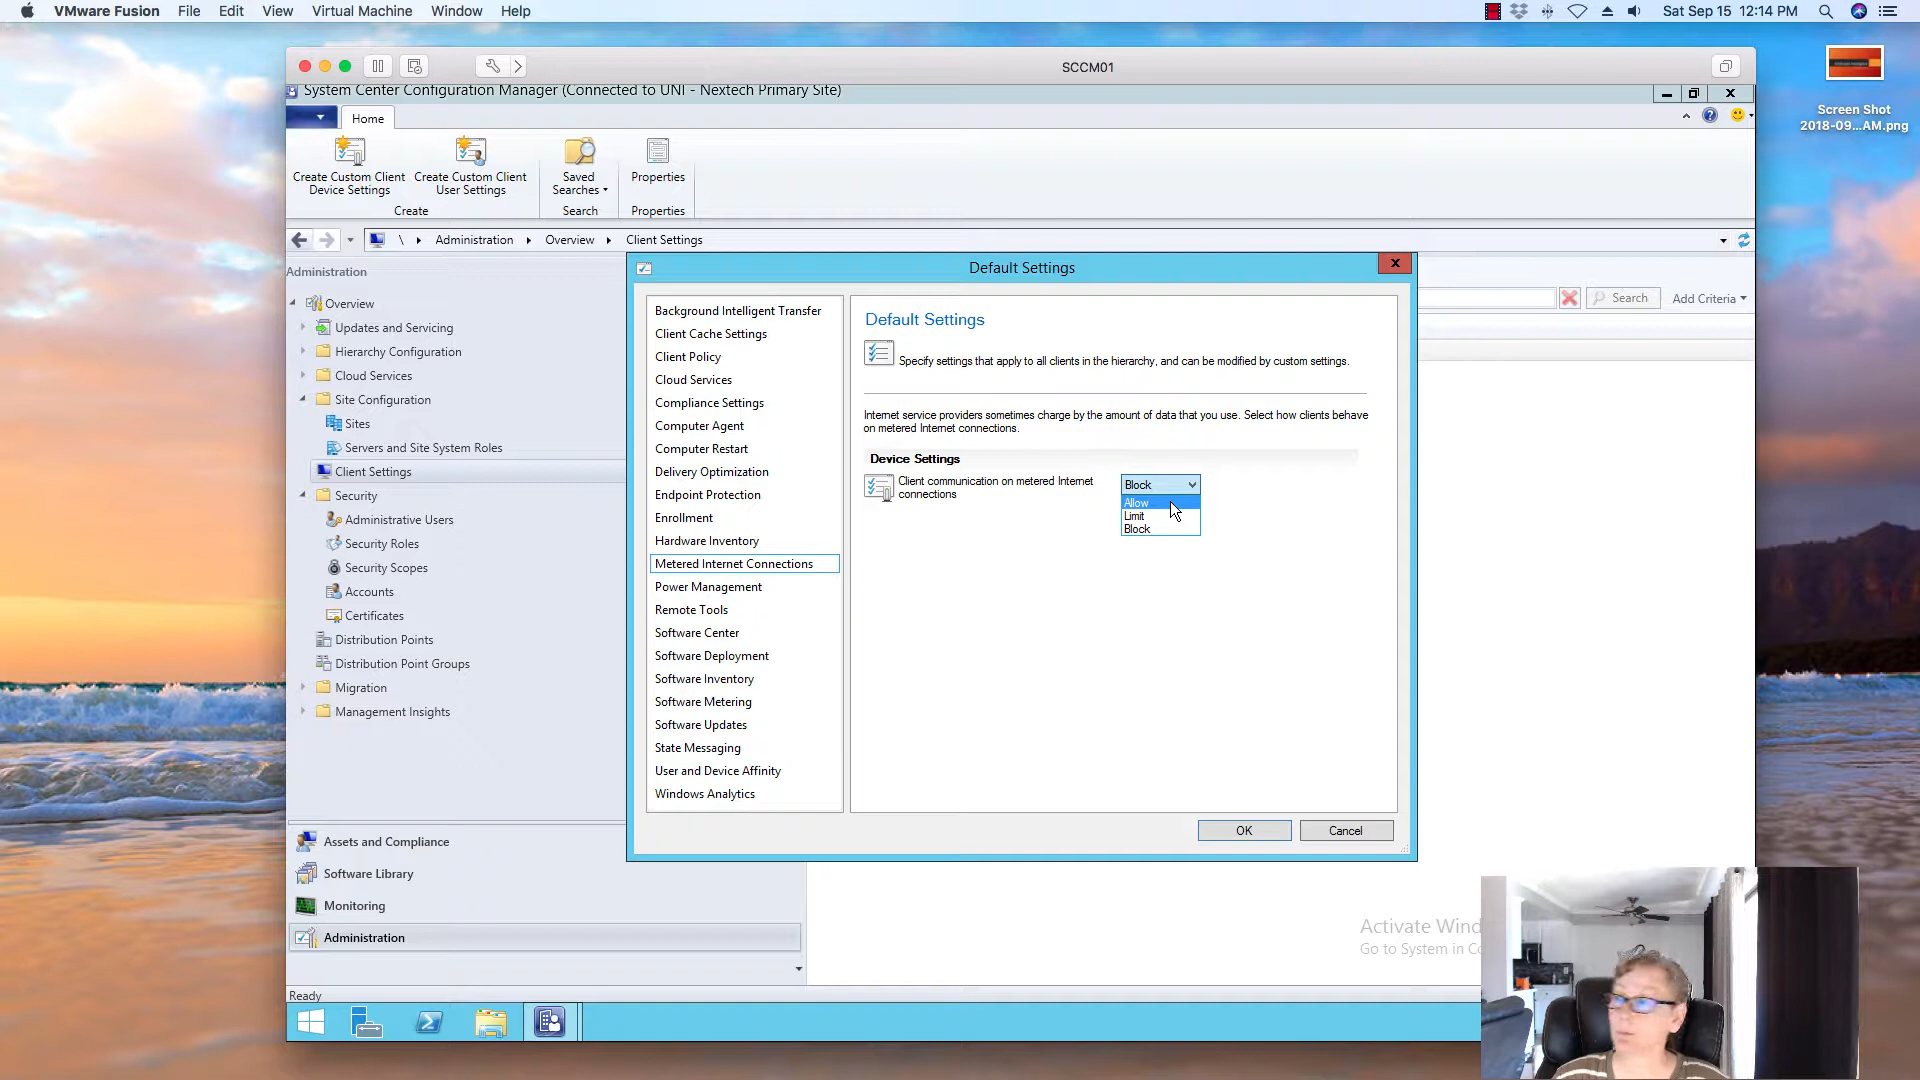 VMware Fusion File Edit View Virtual Machine Window Help
Sat Sep 15 12:14 PM
Screen Shot
2018-09...AM.png
SCCM01
System Center Configuration Manager (Connected to UNI - Nextech Primary Site)
Home
Create Custom Client
Device Settings
Create Custom Client
User Settings
Saved
Searches
Properties
Create
Search
Properties
\ Administration Overview Client Settings
Administration
Overview
Updates and Servicing
Hierarchy Configuration
Cloud Services
Site Configuration
Sites
Servers and Site System Roles
Client Settings
Security
Administrative Users
Security Roles
Security Scopes
Accounts
Certificates
Distribution Points
Distribution Point Groups
Migration
Management Insights
Assets and Compliance
Software Library
Monitoring
Administration
Ready
Search
Add Criteria
Default Settings
Background Intelligent Transfer
Client Cache Settings
Client Policy
Cloud Services
Compliance Settings
Computer Agent
Computer Restart
Delivery Optimization
Endpoint Protection
Enrollment
Hardware Inventory
Metered Internet Connections
Power Management
Remote Tools
Software Center
Software Deployment
Software Inventory
Software Metering
Software Updates
State Messaging
User and Device Affinity
Windows Analytics
Default Settings
Specify settings that apply to all clients in the hierarchy, and can be modified by custom settings.
Internet service providers sometimes charge by the amount of data that you use. Select how clients behave
on metered Internet connections.
Device Settings
Client communication on metered Internet
connections
Block
Allow
Limit
Block
OK
Cancel
Activate Wind
Go to System in Co